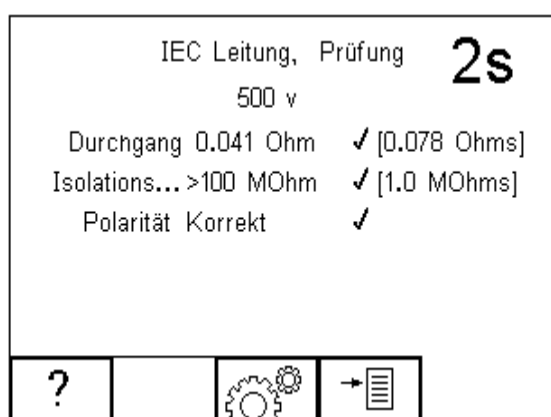 IEC Leitung, Prüfung 2s
500 v
Durchgang 0.041 Ohm ✓ [0.078 Ohms]
Isolations... >100 MOhm ✓ [1.0 MOhms]
Polarität Korrekt ✓
?